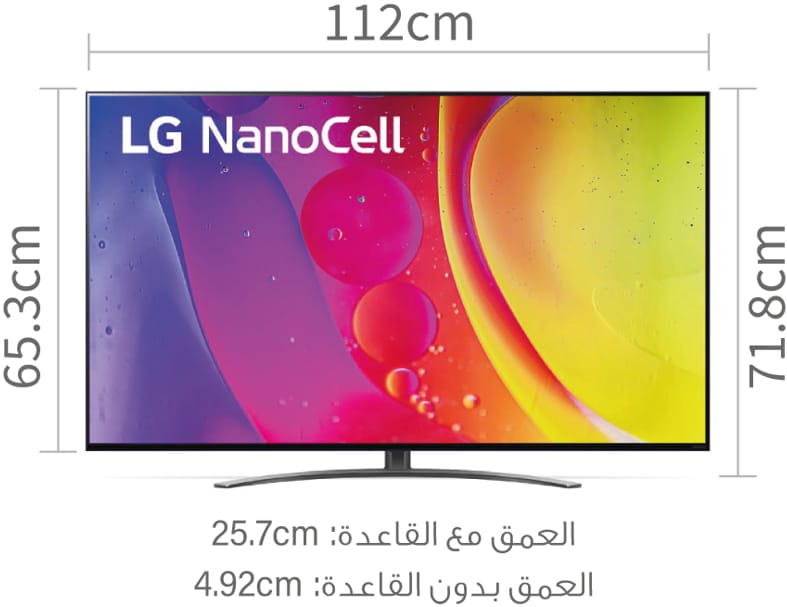 112cm
LG NanoCell
65.3cm
71.8cm
العمق مع القاعدة: 25.7cm
العمق بدون القاعدة: 4.92cm